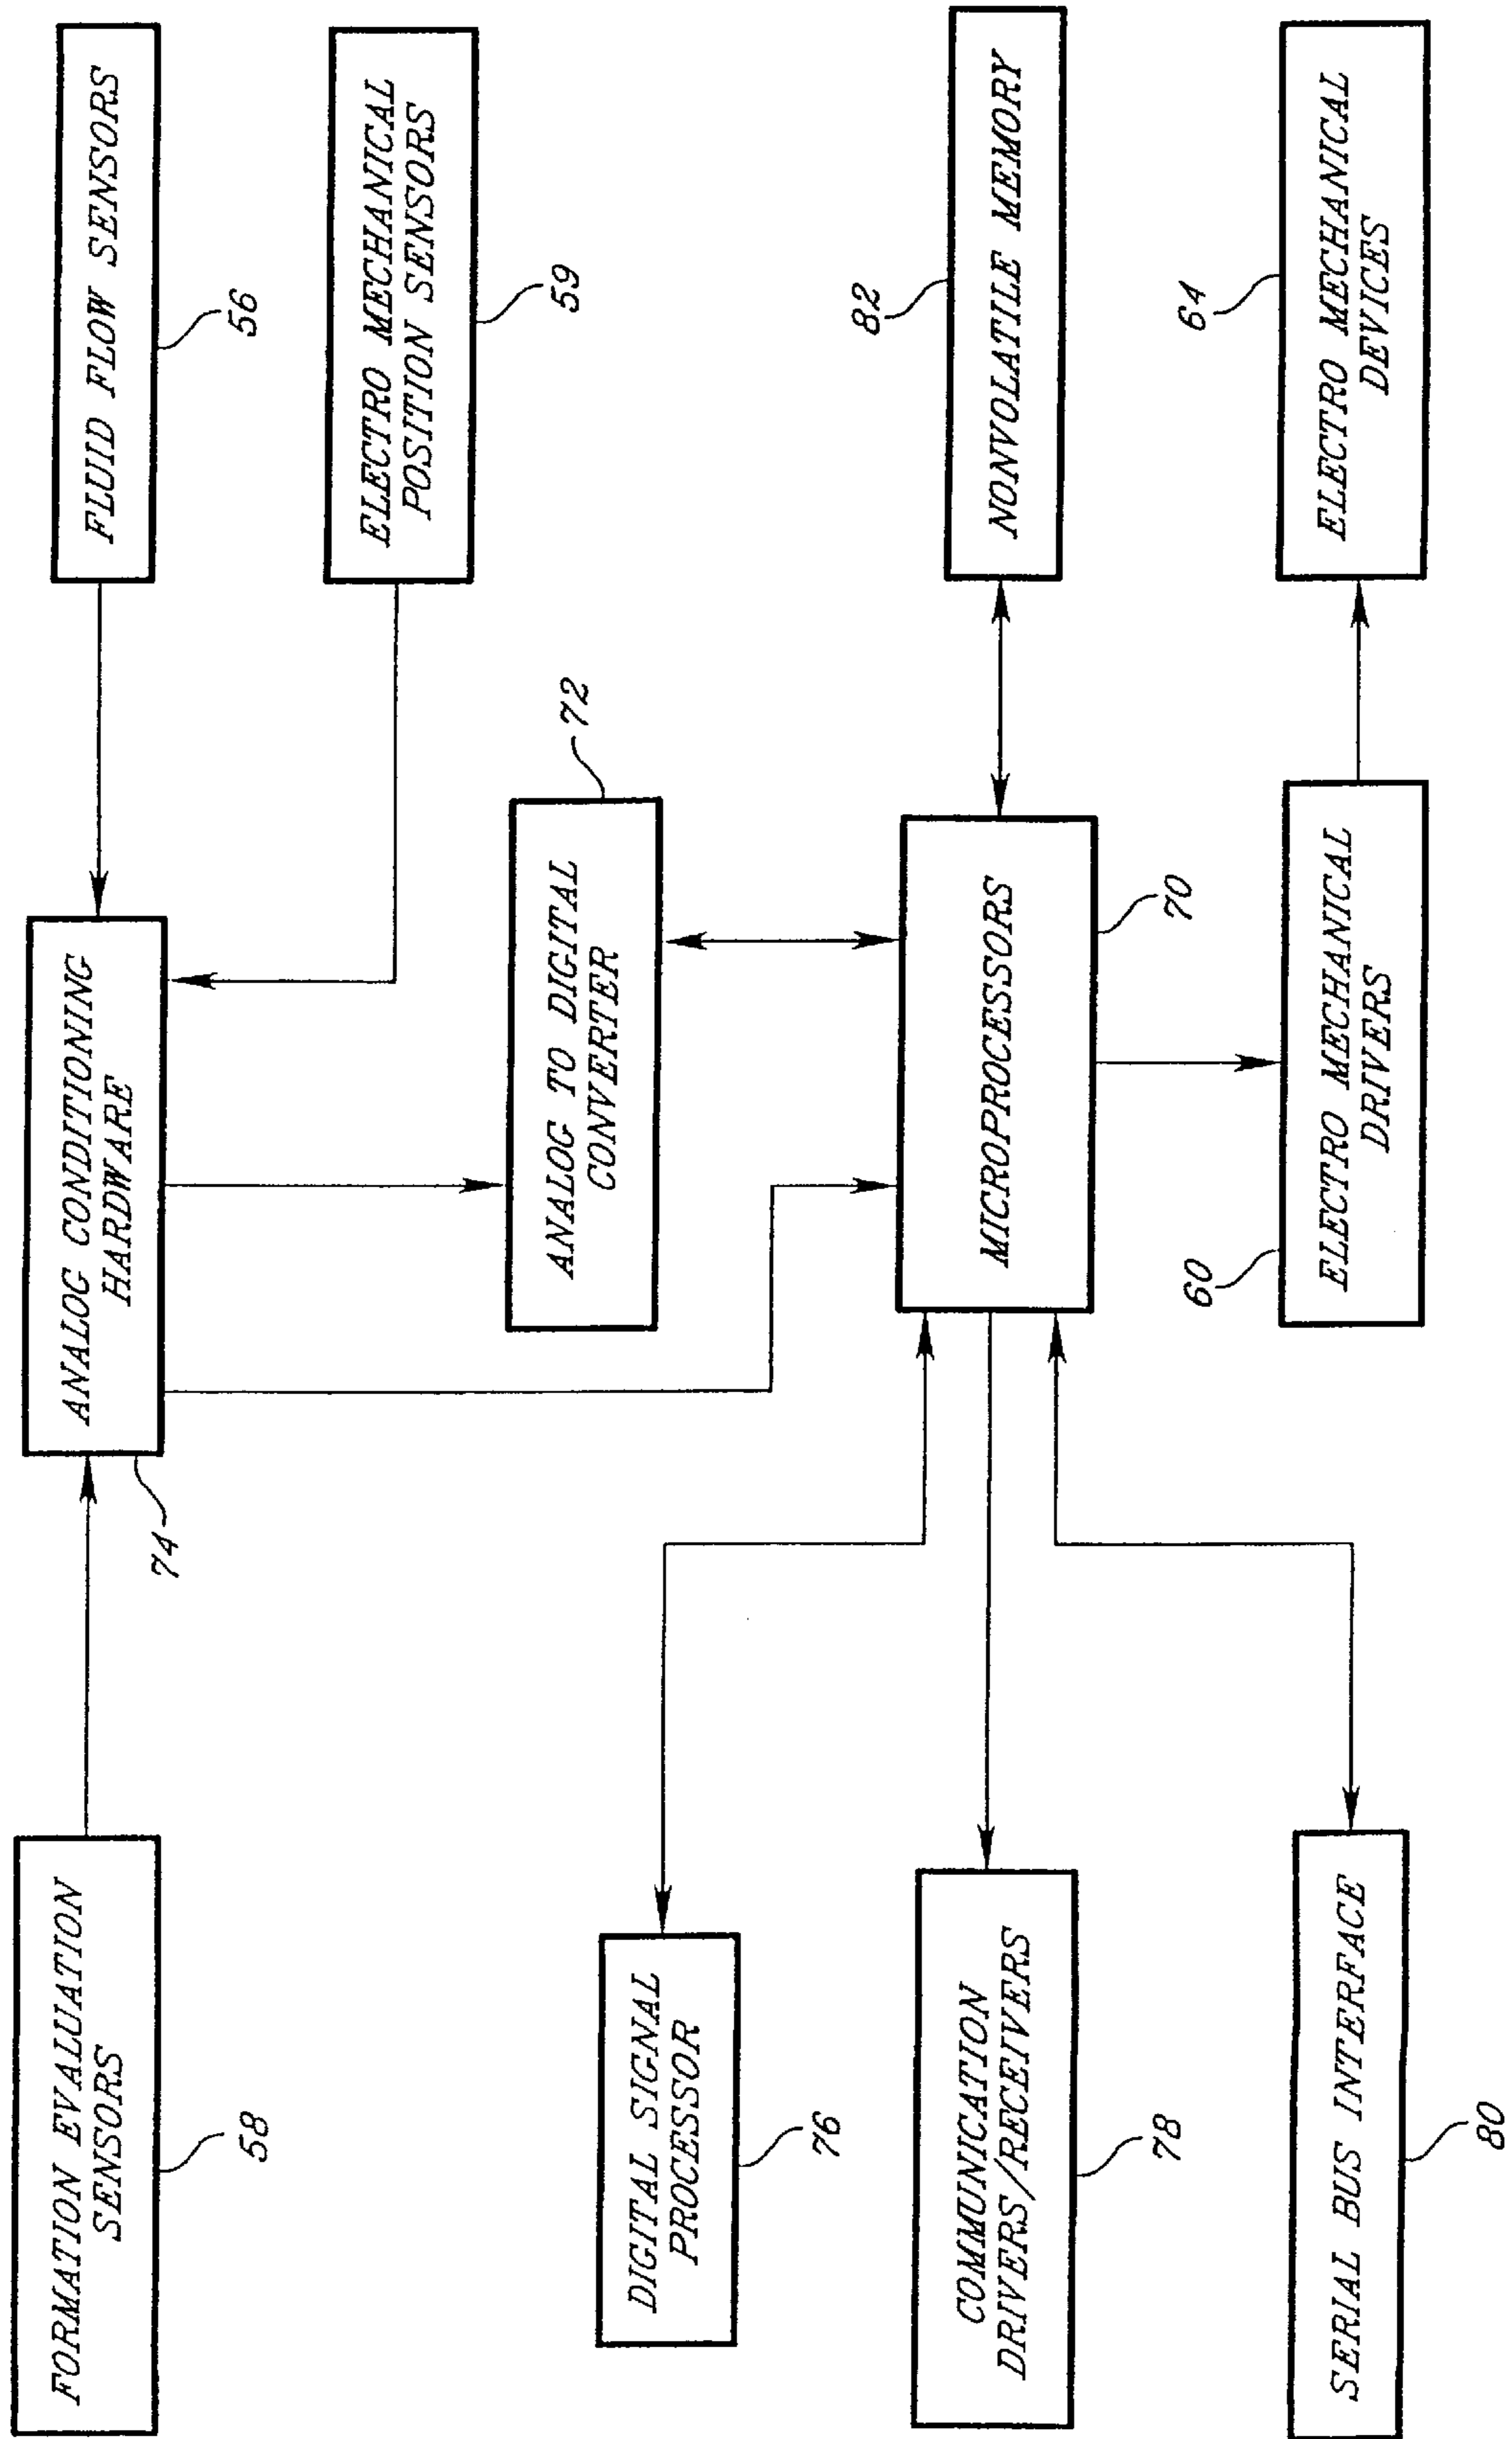 FORMATION EVALUATION
SENSORS
58
ANALOG CONDITIONING
HARDWARE
74
FLUID FLOW SENSORS
56
ELECTRO MECHANICAL
POSITION SENSORS
59
ANALOG TO DIGITAL
CONVERTER
72
DIGITAL SIGNAL
PROCESSOR
76
COMMUNICATION
DRIVERS/RECEIVERS
78
MICROPROCESSORS
70
NONVOLATILE MEMORY
82
SERIAL BUS INTERFACE
80
ELECTRO MECHANICAL
DRIVERS
60
ELECTRO MECHANICAL
DEVICES
64